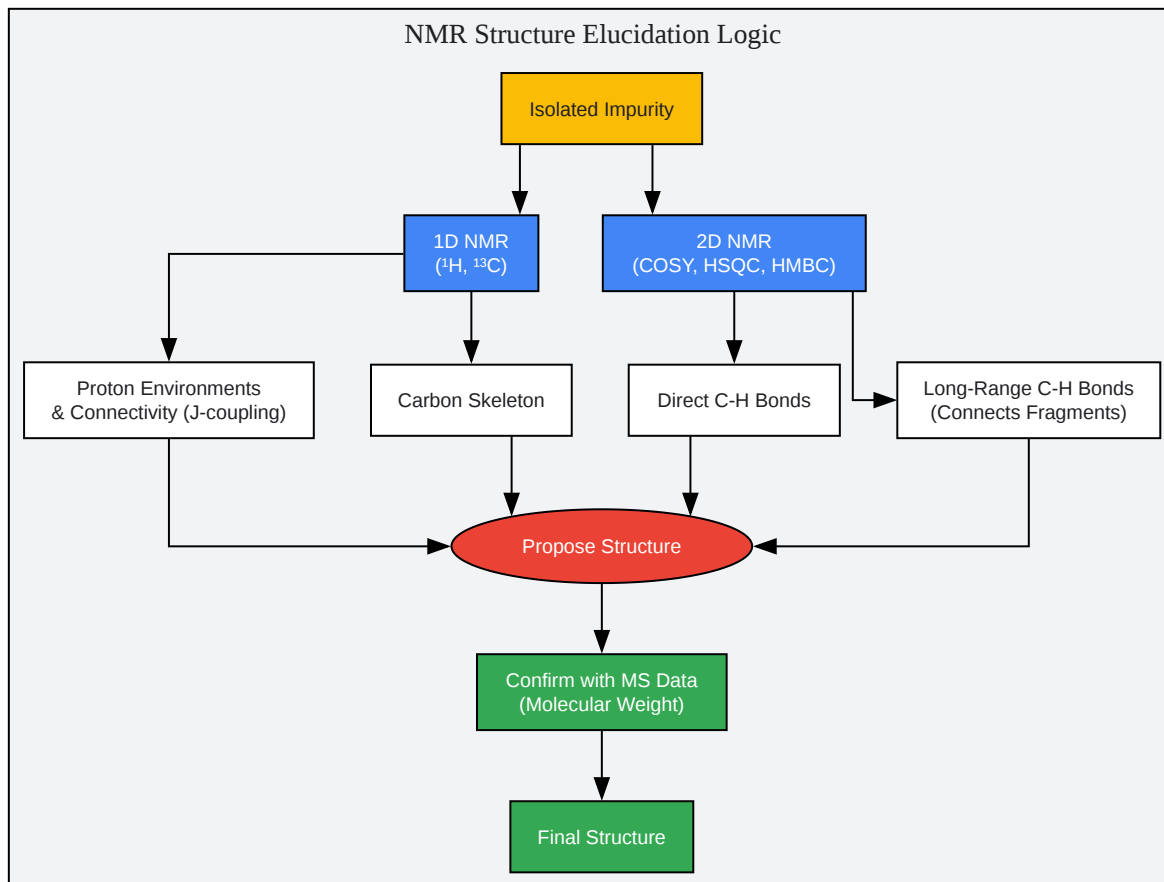 NMR Structure Elucidation Logic
Isolated Impurity
1D NMR
(¹H, ¹³C)
2D NMR
(COSY, HSQC, HMBC)
Proton Environments
& Connectivity (J-coupling)
Carbon Skeleton
Direct C-H Bonds
Long-Range C-H Bonds
(Connects Fragments)
Propose Structure
Confirm with MS Data
(Molecular Weight)
Final Structure